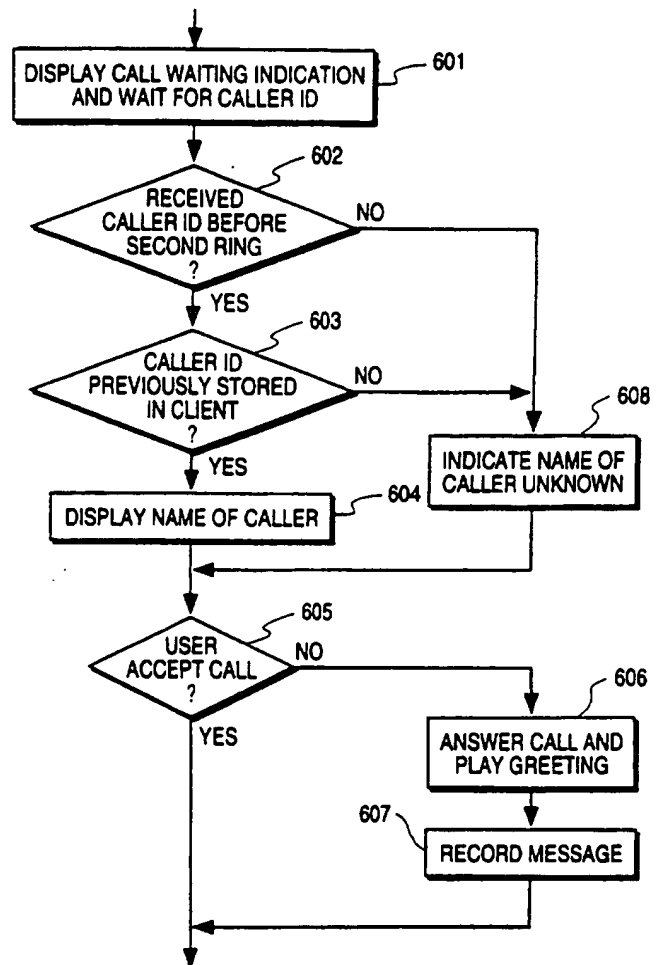 DISPLAY CALL WAITING INDICATION
AND WAIT FOR CALLER ID
601
602
RECEIVED
CALLER ID BEFORE
SECOND RING
?
NO
YES
603
CALLER ID
PREVIOUSLY STORED
IN CLIENT
?
NO
YES
608
INDICATE NAME OF
CALLER UNKNOWN
604
DISPLAY NAME OF CALLER
605
USER
ACCEPT CALL
?
NO
YES
606
ANSWER CALL AND
PLAY GREETING
607
RECORD MESSAGE